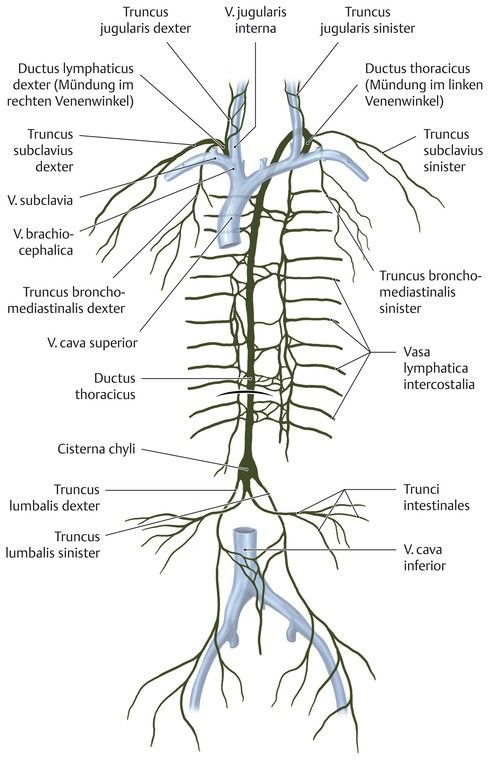 Truncus
jugularis dexter
V. jugularis
interna
Truncus
jugularis sinister
Ductus lymphaticus
dexter (Mündung im
rechten Venenwinkel)
Ductus thoracicus
(Mündung im linken
Venenwinkel)
Truncus
subclavius
dexter
Truncus
subclavius
sinister
V. subclavia
V. brachio-
cephalica
Truncus broncho-
mediastinalis dexter
Truncus broncho-
mediastinalis
sinister
V. cava superior
Vasa
lymphatica
intercostalia
Ductus
thoracicus
Cisterna chyli
Truncus
lumbalis dexter
Trunci
intestinales
Truncus
lumbalis sinister
V. cava
inferior